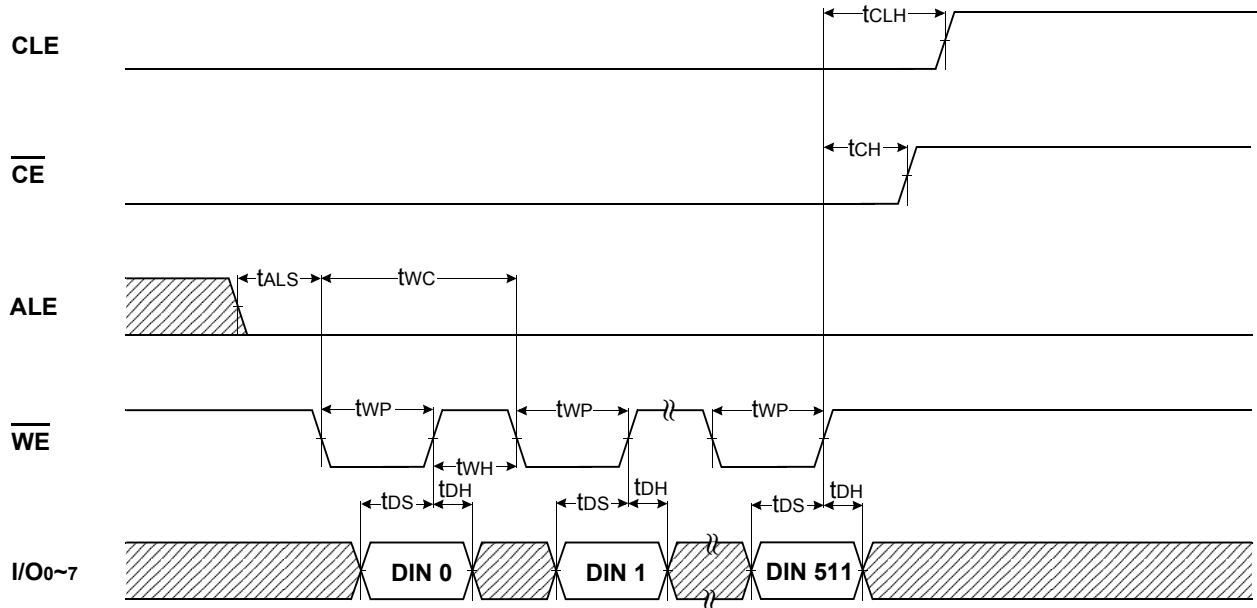 tCLH
CLE
tCH
CE
tALS
tWC
ALE
tWP
tWP
tWP
WE
tWH
tDS
tDH
tDS
tDH
tDS
tDH
I/O0~7
DIN 0
DIN 1
DIN 511